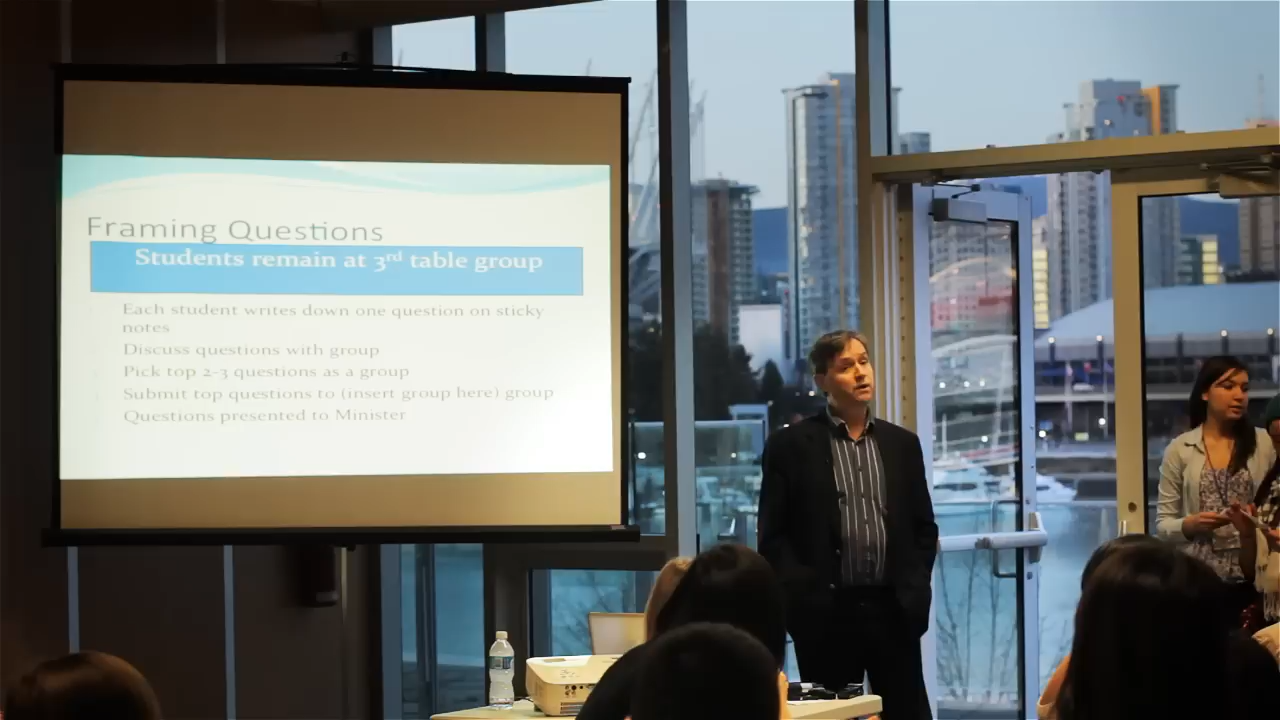 Framing Questions
Students remain at 3rd table group
Each student writes down one question on sticky
notes
Discuss questions with group
Pick top 2-3 questions as a group
Submit top questions to (insert group here) group
Questions presented to Minister